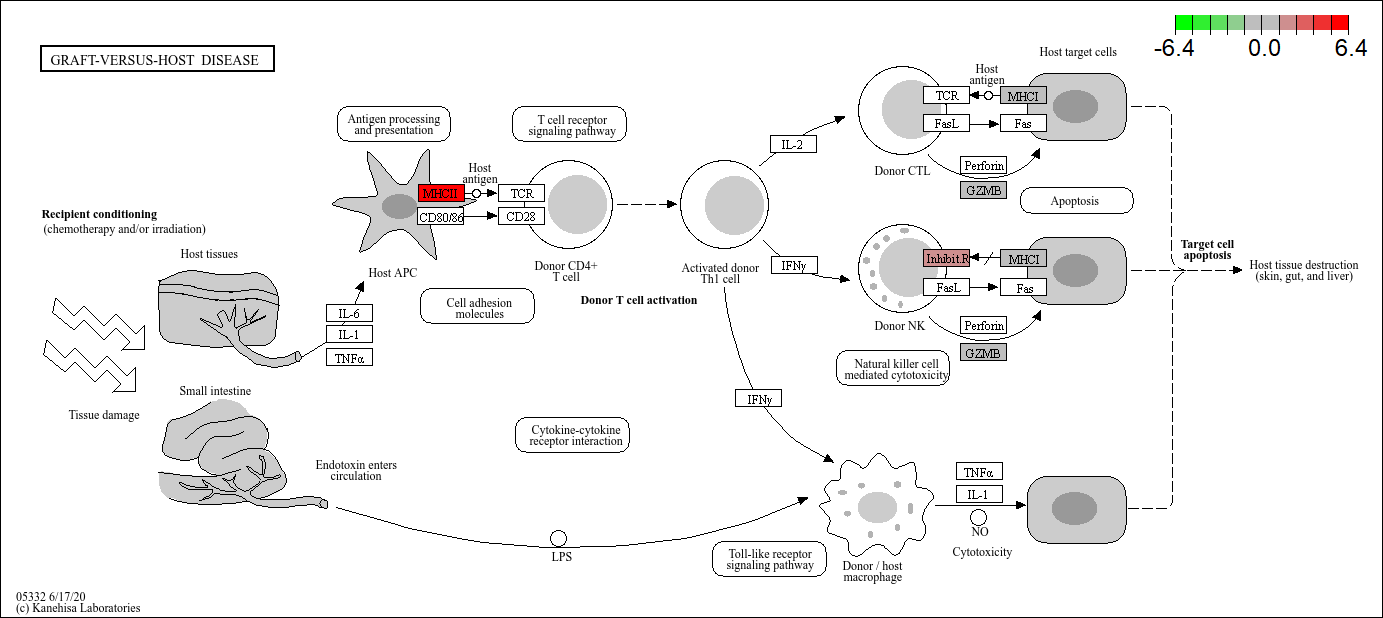 GRAFT-VERSUS-HOST DISEASE
-6.4 0.0 6.4
Host target cells
Antigen processing
and presentation
T cell receptor
signaling pathway
Host
antigen
TCR
MHCI
FasL
Fas
IL-2
Donor CTL
Perforin
GZMB
Apoptosis
Host
antigen
MHCII
TCR
CD80/86
CD28
Recipient conditioning
(chemotherapy and/or irradiation)
Host tissues
Host APC
Donor CD4+
T cell
Activated donor
Th1 cell
IFNγ
Inhibit.R
MHCI
FasL
Fas
Target cell
apoptosis
Host tissue destruction
(skin, gut, and liver)
Cell adhesion
molecules
Donor T cell activation
IL-6
IL-1
TNFα
Donor NK
Perforin
GZMB
Natural killer cell
mediated cytotoxicity
Small intestine
Tissue damage
IFNγ
Cytokine-cytokine
receptor interaction
Endotoxin enters
circulation
TNFα
IL-1
NO
Cytotoxicity
LPS
Toll-like receptor
signaling pathway
Donor / host
macrophage
05332 6/17/20
(c) Kanehisa Laboratories